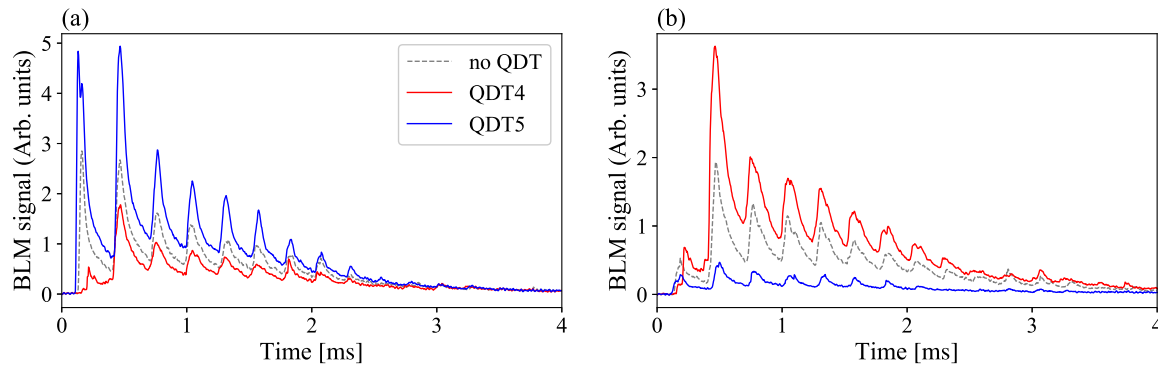 (a)
BLM signal (Arb. units)
5
4
3
2
1
0
no QDT
QDT4
QDT5
0 1 2 3 4
Time [ms]
(b)
BLM signal (Arb. units)
3
2
1
0
0 1 2 3 4
Time [ms]